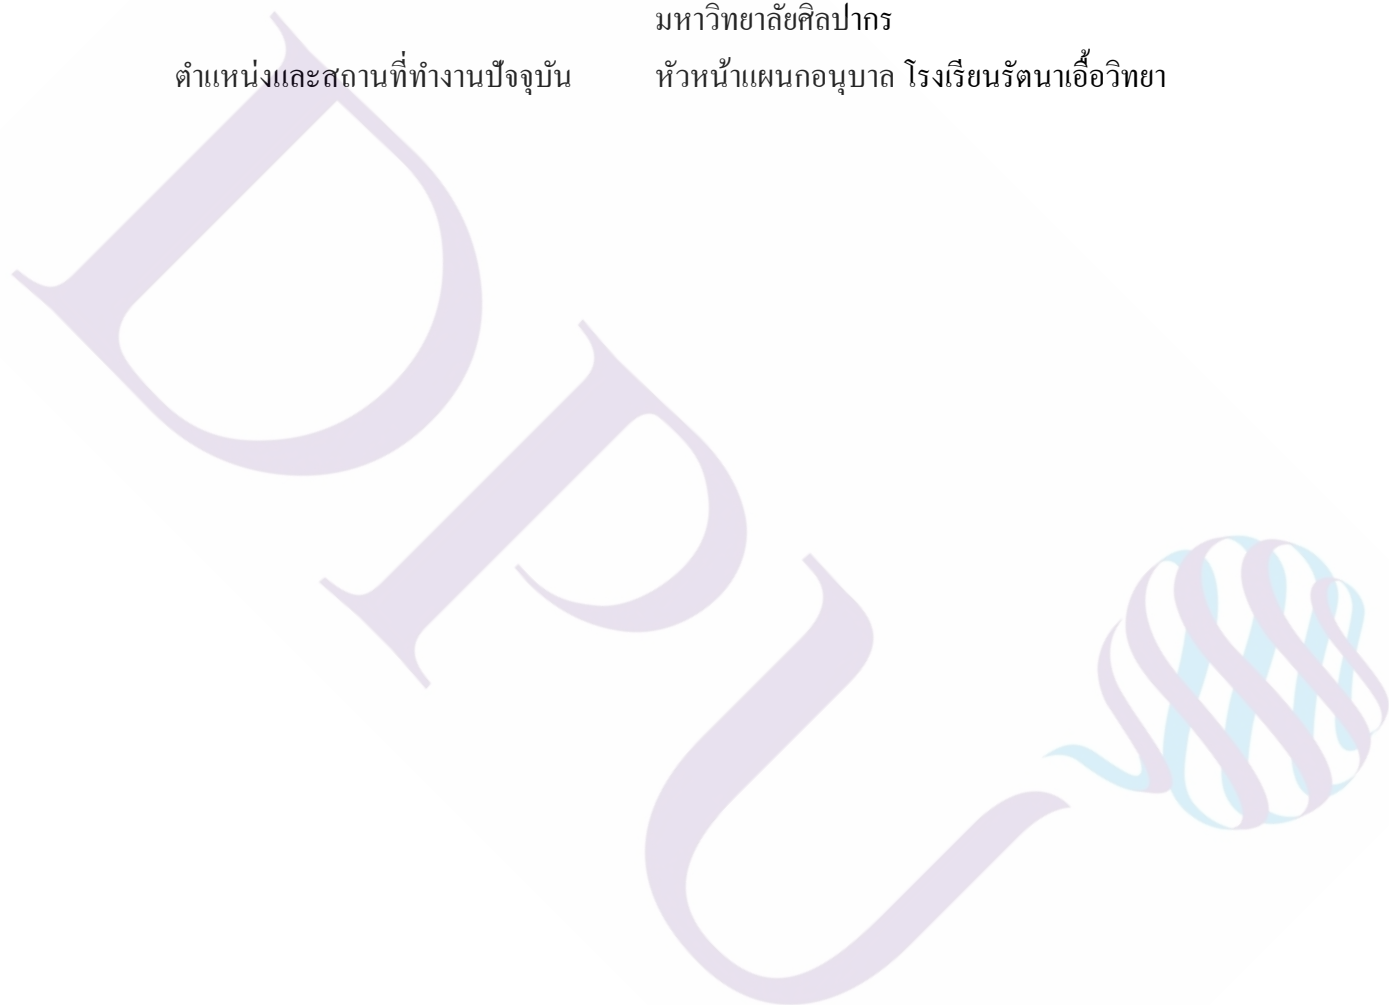 มหาวิทยาลัยศิลปากร
ตำแหน่งและสถานที่ทำงานปัจจุบัน หัวหน้าแผนกอนุบาล โรงเรียนรัตนาเอื้อวิทยา
DPU